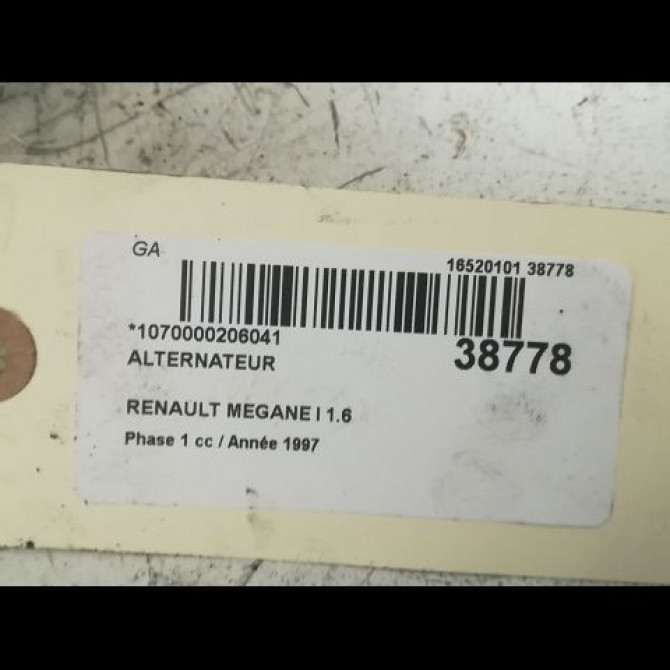 GA
16520101 38778
*1070000206041
38778
ALTERNATEUR
RENAULT MEGANE I 1.6
Phase 1 cc / Année 1997